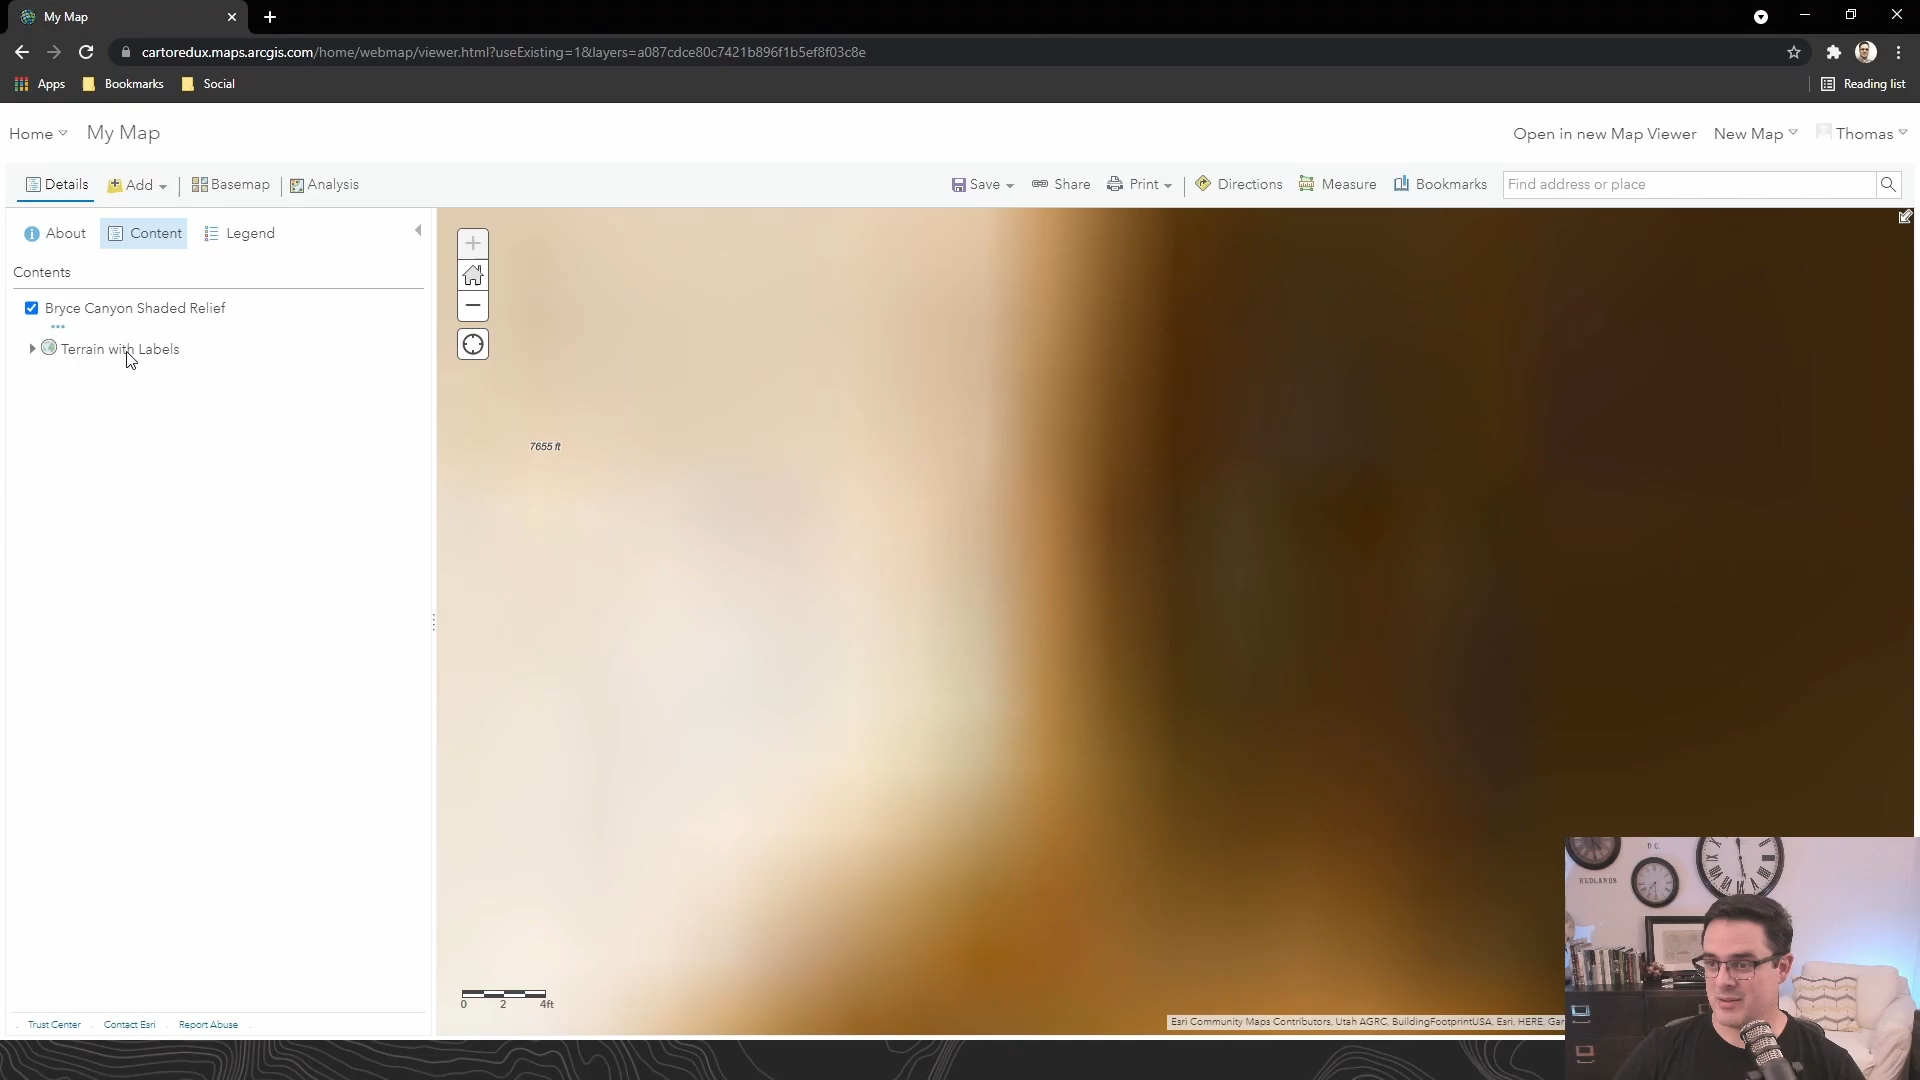 My Map
cartoredux.maps.arcgis.com/home/webmap/viewer.html?useExisting=1&layers=a087cdce80c7421b896f1b5ef8f03c8e
Apps Bookmarks Social Reading list
Home My Map Open in new Map Viewer New Map Thomas
Details Add Basemap Analysis Save Share Print Directions Measure Bookmarks Find address or place
About Content Legend
Contents
Bryce Canyon Shaded Relief
Terrain with Labels
7655 ft
0 2 4ft
Trust Center Contact Esri Report Abuse
Esri Community Maps Contributors, Utah AGRC, BuildingFootprintUSA, Esri, HERE, Gar
D.C.
REDLANDS